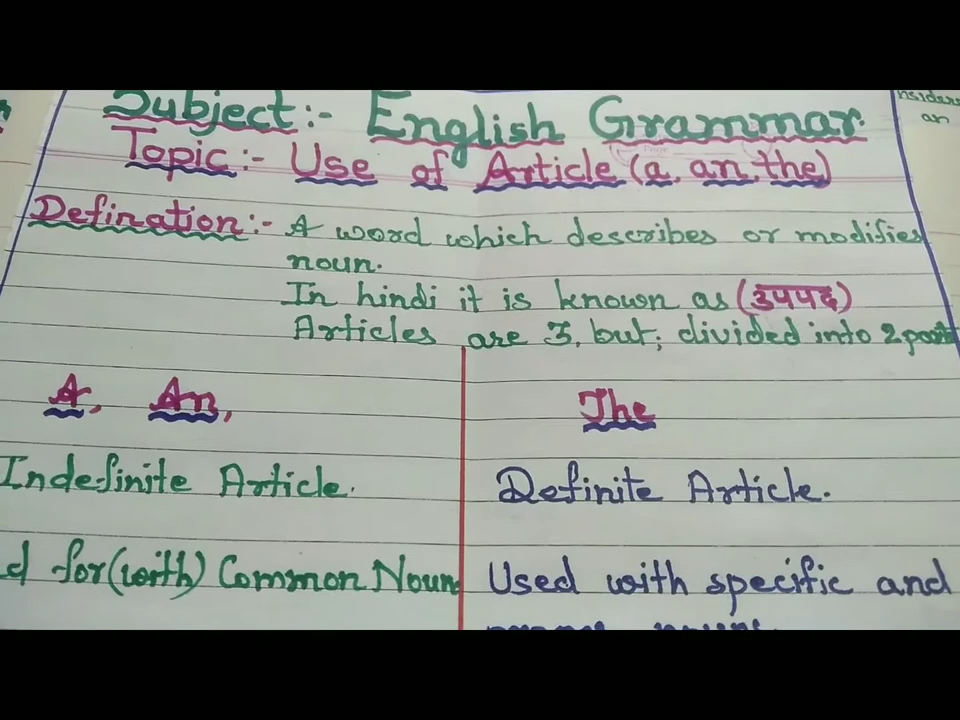 Subject:- English Grammar
Topic:- Use of Article (a, an, the)
Defination:- A word which describes or modifies
noun.
In hindi it is known as (उपपद)
Articles are 3, but; divided into 2 part
A, An,
The
Indefinite Article.
Definite Article.
d for(with) Common Noun
Used with specific and
an